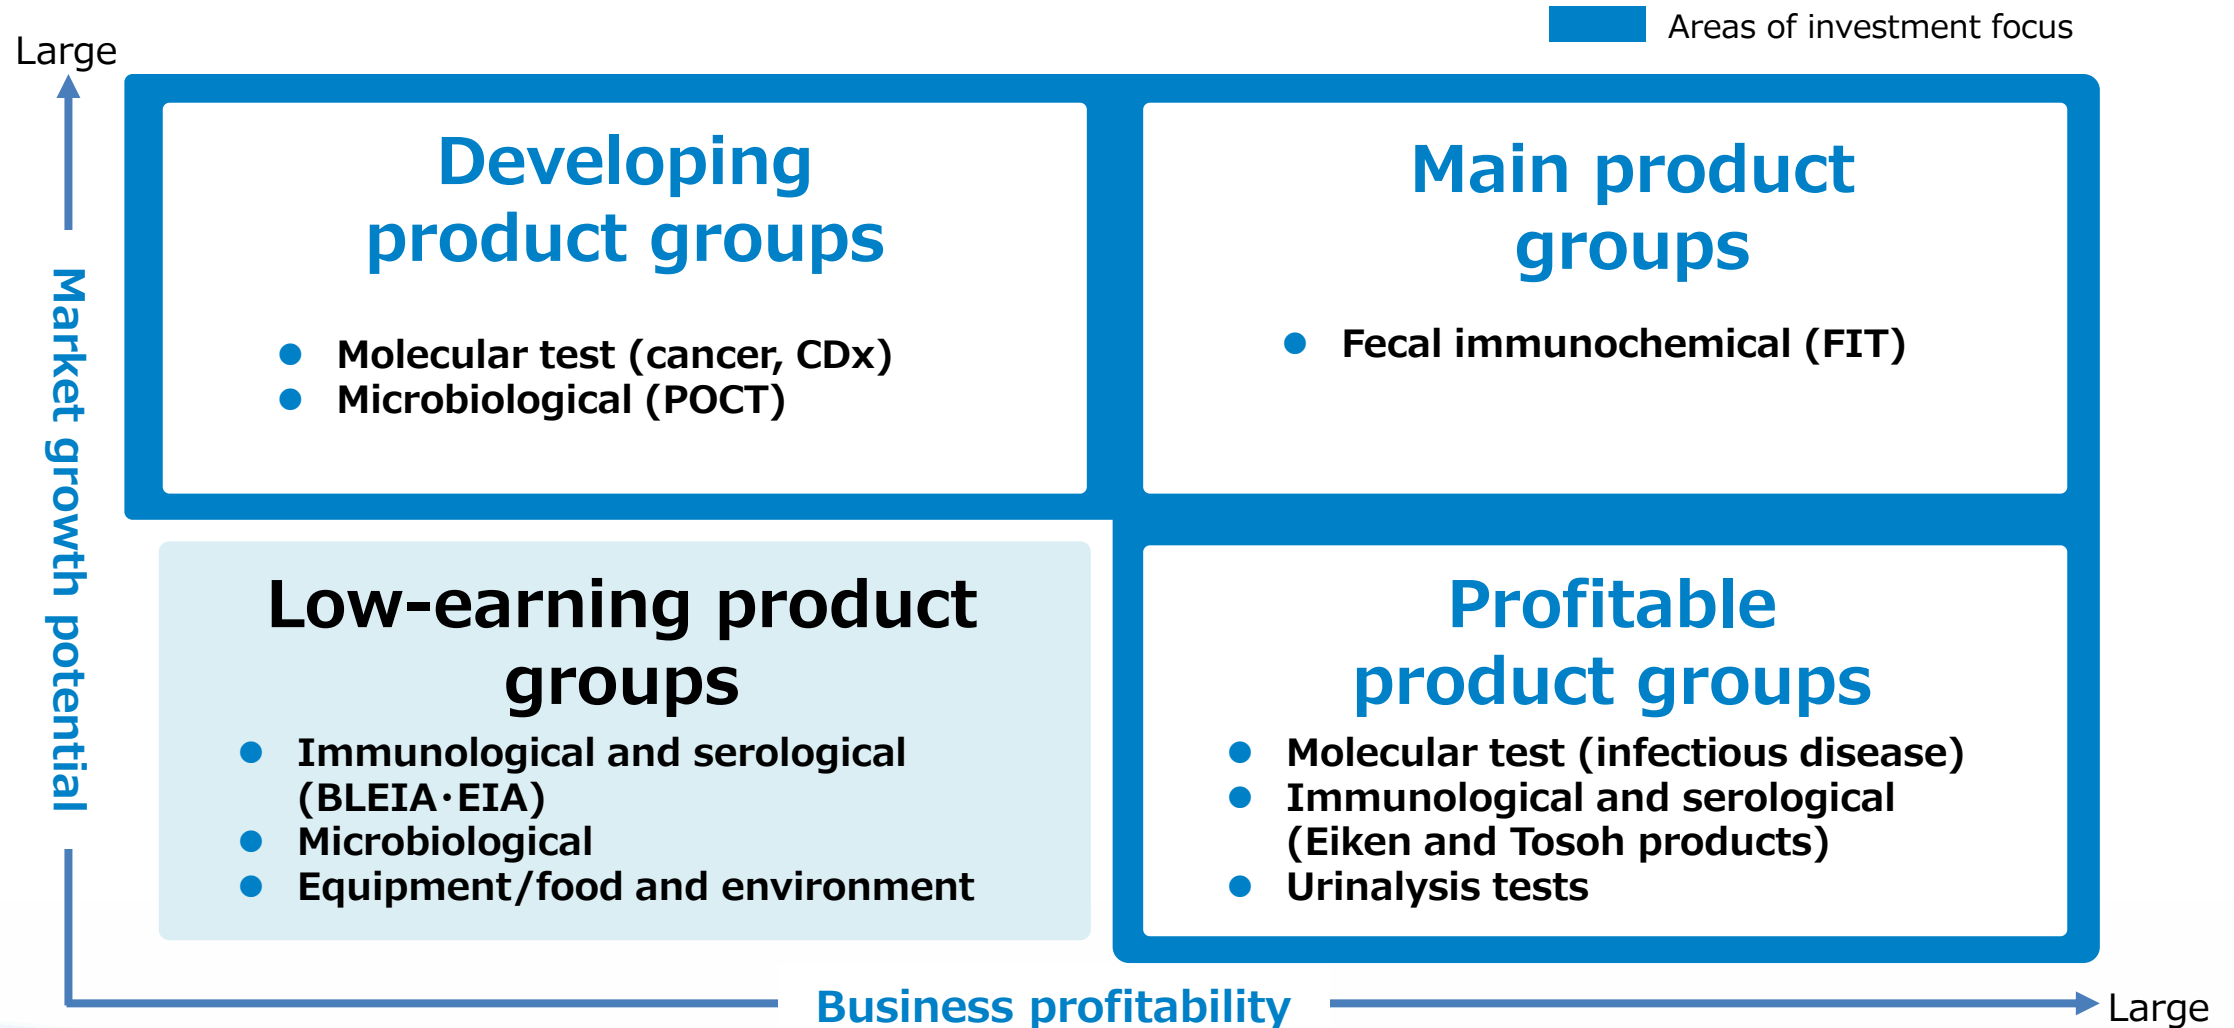 Areas of investment focus
Large
Market growth potential
Developing
product groups
● Molecular test (cancer, CDx)
● Microbiological (POCT)
Main product
groups
● Fecal immunochemical (FIT)
Low-earning product
groups
● Immunological and serological
(BLEIA・EIA)
● Microbiological
● Equipment/food and environment
Profitable
product groups
● Molecular test (infectious disease)
● Immunological and serological
(Eiken and Tosoh products)
● Urinalysis tests
Business profitability
Large